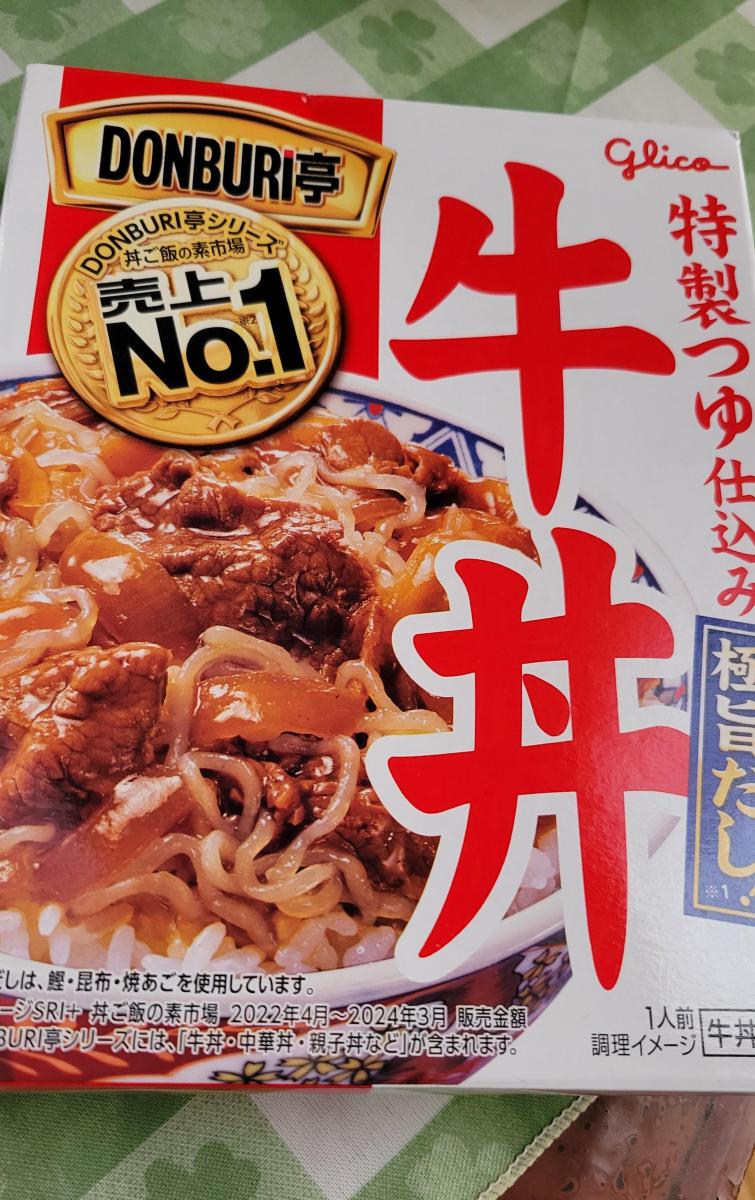 DONBURI亭
DONBURI亭シリーズ
丼ご飯の素市場
売上
No.1
※2
glico
牛丼
特製つゆ仕込み
極旨だし
※1
だしは、鰹・昆布・焼あごを使用しています。
ージSRI+ 丼ご飯の素市場 2022年4月～2024年3月 販売金額
NBURI亭シリーズには、「牛丼・中華丼・親子丼など」が含まれます。
1人前
調理イメージ
牛丼